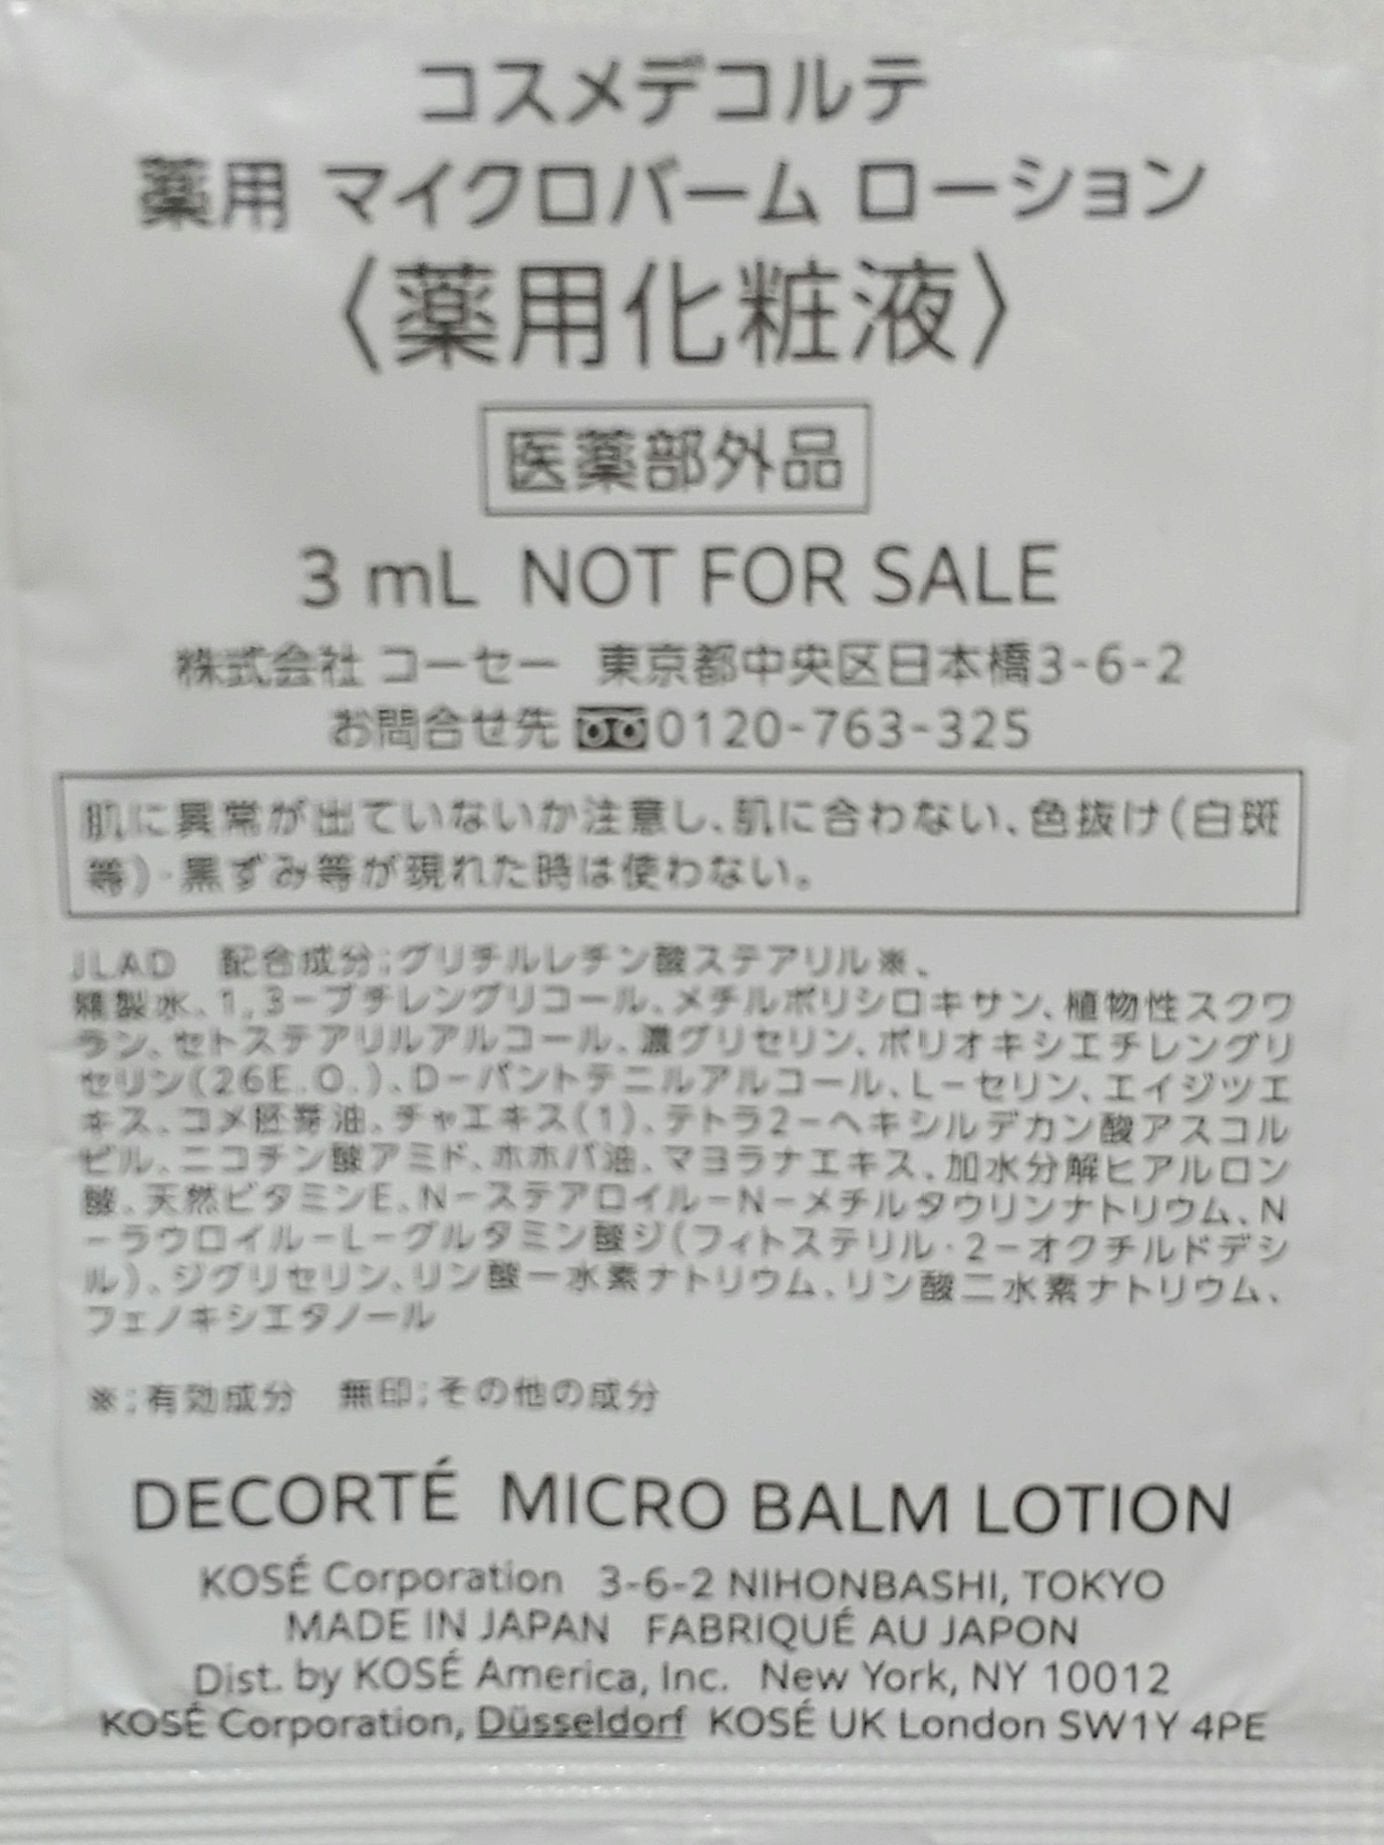 コスメデコルテ
薬用 マイクロバーム ローション
〈薬用化粧液〉
医薬部外品
3 mL NOT FOR SALE
株式会社 コーセー 東京都中央区日本橋3-6-2
お問合せ先 0120-763-325
肌に異常が出ていないか注意し、肌に合わない、色抜け(白斑
等)・黒ずみ等が現れた時は使わない。
JLAD 配合成分;グリチルレチン酸ステアリル※、
精製水、1,3-ブチレングリコール、メチルポリシロキサン、植物性スクワ
ラン、セトステアリルアルコール、濃グリセリン、ポリオキシエチレングリ
セリン(26E.O.)、D-パントテニルアルコール、L-セリン、エイジツエ
キス、コメ胚芽油、チャエキス(1)、テトラ2-ヘキシルデカン酸アスコル
ビル、ニコチン酸アミド、ホホバ油、マヨラナエキス、加水分解ヒアルロン
酸、天然ビタミンE、N-ステアロイル-N-メチルタウリンナトリウム、N
-ラウロイル-L-グルタミン酸ジ(フィトステリル・2-オクチルドデシ
ル)、ジグリセリン、リン酸一水素ナトリウム、リン酸二水素ナトリウム、
フェノキシエタノール
※;有効成分 無印;その他の成分
DECORTÉ MICRO BALM LOTION
KOSÉ Corporation 3-6-2 NIHONBASHI, TOKYO
MADE IN JAPAN FABRIQUÉ AU JAPON
Dist. by KOSÉ America, Inc. New York, NY 10012
KOSÉ Corporation, Düsseldorf KOSÉ UK London SW1Y 4PE